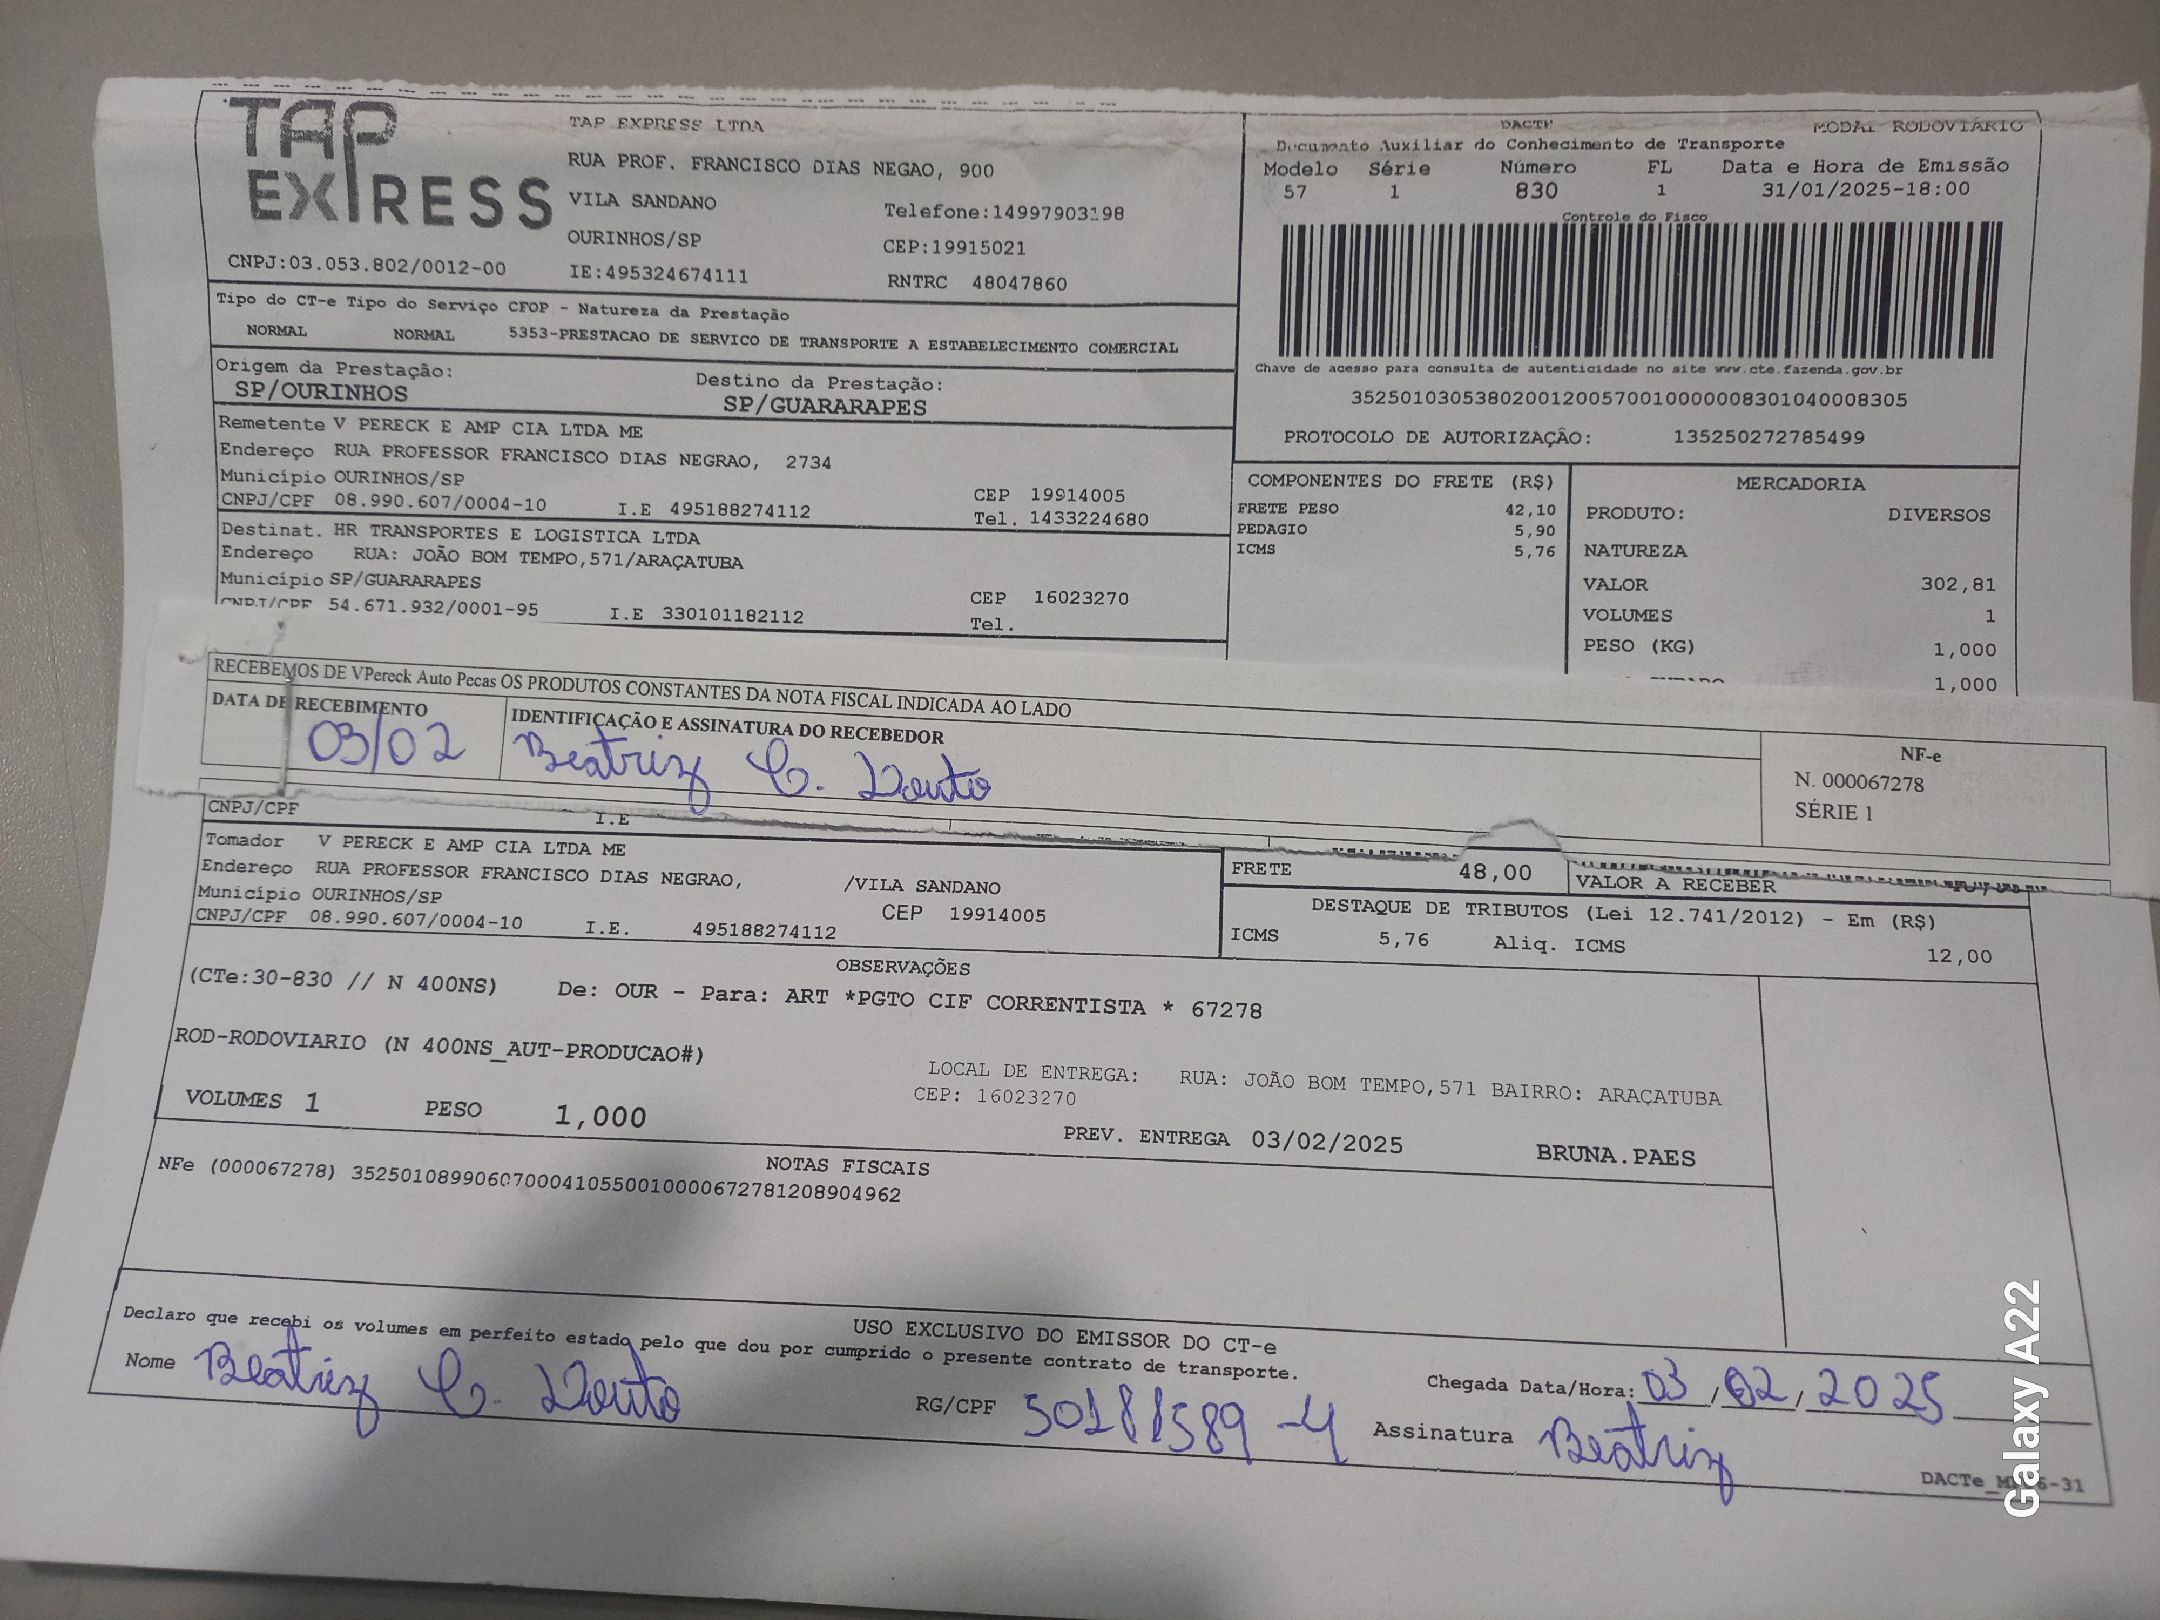 TAP EXPRESS
TAP EXPRESS LTDA
RUA PROF. FRANCISCO DIAS NEGAO, 900
VILA SANDANO
Telefone:14997903198
OURINHOS/SP
CEP:19915021
CNPJ:03.053.802/0012-00
IE:495324674111
RNTRC 48047860
DACTE
MODAL RODOVIÁRIO
Documento Auxiliar do Conhecimento de Transporte
Modelo Série Número FL Data e Hora de Emissão
57 1 830 1 31/01/2025-18:00
Controle do Fisco
Chave de acesso para consulta de autenticidade no site www.cte.fazenda.gov.br
35250103053802001200570010000008301040008305
PROTOCOLO DE AUTORIZAÇÃO: 135250272785499
Tipo do CT-e Tipo do Serviço CFOP - Natureza da Prestação
NORMAL NORMAL 5353-PRESTACAO DE SERVICO DE TRANSPORTE A ESTABELECIMENTO COMERCIAL
Origem da Prestação:
SP/OURINHOS
Destino da Prestação:
SP/GUARARAPES
Remetente V PERECK E AMP CIA LTDA ME
Endereço RUA PROFESSOR FRANCISCO DIAS NEGRAO, 2734
Município OURINHOS/SP
CEP 19914005
CNPJ/CPF 08.990.607/0004-10 I.E 495188274112
Tel. 1433224680
Destinat. HR TRANSPORTES E LOGISTICA LTDA
Endereço RUA: JOÃO BOM TEMPO,571/ARAÇATUBA
Município SP/GUARARAPES
CEP 16023270
CNPJ/CPF 54.671.932/0001-95 I.E 330101182112
Tel.
COMPONENTES DO FRETE (R$)
FRETE PESO 42,10
PEDAGIO 5,90
ICMS 5,76
MERCADORIA
PRODUTO: DIVERSOS
NATUREZA
VALOR 302,81
VOLUMES 1
PESO (KG) 1,000
1,000
RECEBEMOS DE VPereck Auto Pecas OS PRODUTOS CONSTANTES DA NOTA FISCAL INDICADA AO LADO
DATA DE RECEBIMENTO
03/02
IDENTIFICAÇÃO E ASSINATURA DO RECEBEDOR
Beatriz C.
NF-e
N. 000067278
SÉRIE 1
CNPJ/CPF I.E
Tomador V PERECK E AMP CIA LTDA ME
Endereço RUA PROFESSOR FRANCISCO DIAS NEGRAO, /VILA SANDANO
Município OURINHOS/SP
CEP 19914005
CNPJ/CPF 08.990.607/0004-10 I.E. 495188274112
FRETE 48,00
VALOR A RECEBER
DESTAQUE DE TRIBUTOS (Lei 12.741/2012) - Em (R$)
ICMS 5,76 Aliq. ICMS 12,00
OBSERVAÇÕES
(CTe:30-830 // N 400NS) De: OUR - Para: ART *PGTO CIF CORRENTISTA * 67278
ROD-RODOVIARIO (N 400NS_AUT-PRODUCAO#)
LOCAL DE ENTREGA: RUA: JOÃO BOM TEMPO,571 BAIRRO: ARAÇATUBA
CEP: 16023270
VOLUMES 1 PESO 1,000
PREV. ENTREGA 03/02/2025 BRUNA.PAES
NOTAS FISCAIS
NFe (000067278) 35250108990607000410550010000672781208904962
USO EXCLUSIVO DO EMISSOR DO CT-e
Declaro que recebi os volumes em perfeito estado pelo que dou por cumprido o presente contrato de transporte.
Nome Beatriz C.
RG/CPF 50181589-4
Chegada Data/Hora: 03/02/2025
Assinatura Beatriz
Galaxy A22